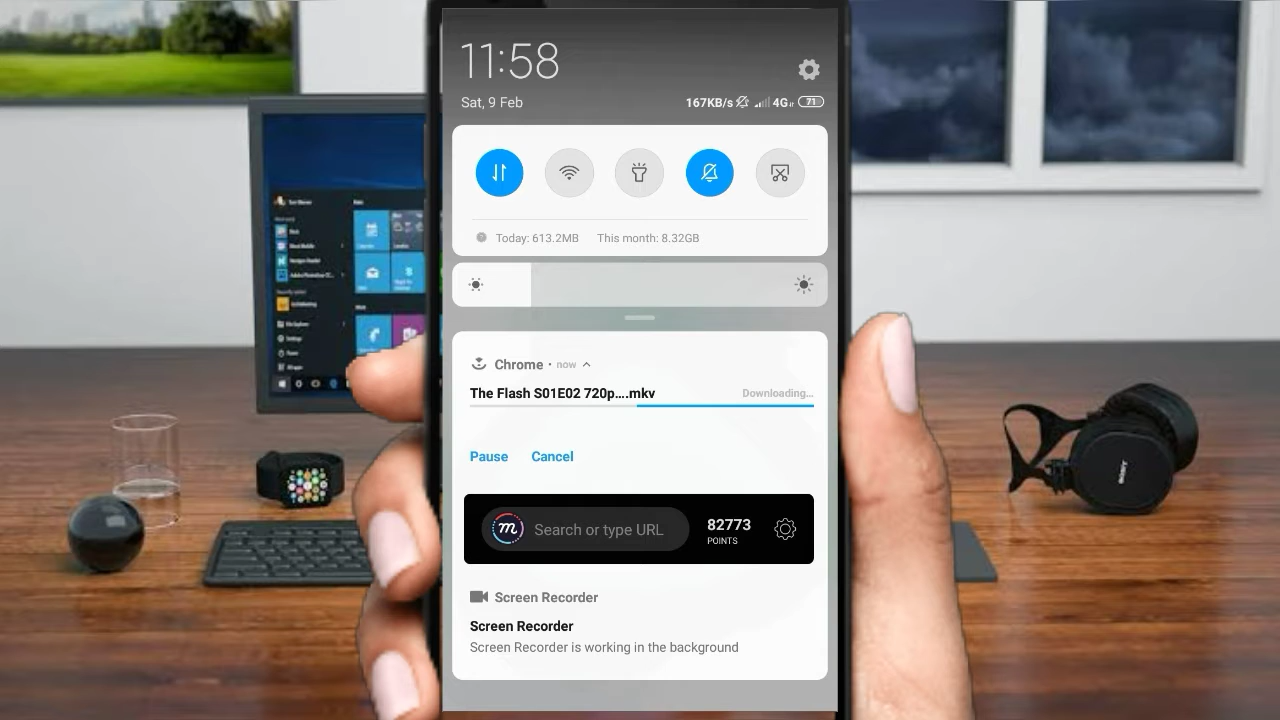 11:58
Sat, 9 Feb
167KB/s 4G 71
Today: 613.2MB This month: 8.32GB
Chrome • now
The Flash S01E02 720p....mkv Downloading...
Pause Cancel
m Search or type URL 82773
POINTS
Screen Recorder
Screen Recorder
Screen Recorder is working in the background
SONY